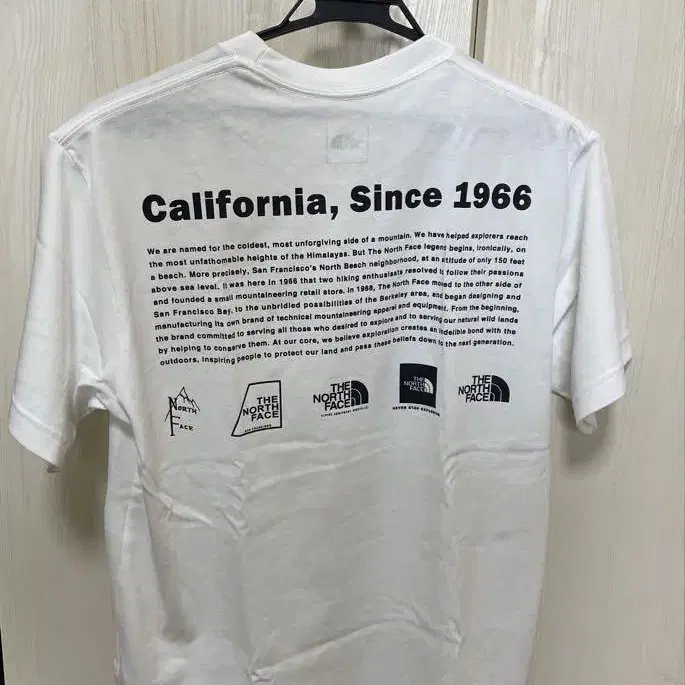 California, Since 1966
We are named for the coldest, most unforgiving side of a mountain. We have helped explorers reach
the most unfathomable heights of the Himalayas. But The North Face legend begins, ironically, on
a beach. More precisely, San Francisco's North Beach neighborhood, at an altitude of only 150 feet
above sea level. It was here in 1966 that two hiking enthusiasts resolved to follow their passions
and founded a small mountaineering retail store. In 1968, The North Face moved to the other side of
San Francisco Bay, to the unbridled possibilities of the Berkeley area, and began designing and
manufacturing its own brand of technical mountaineering apparel and equipment. From the beginning,
the brand committed to serving all those who desired to explore and to serving our natural wild lands
by helping to conserve them. At our core, we believe exploration creates an indelible bond with the
outdoors, inspiring people to protect our land and pass these beliefs down to the next generation.
North
Face
THE
NORTH
FACE
SAN FRANCISCO
THE
NORTH
FACE
NEVER STOP EXPLORING
THE
NORTH
FACE